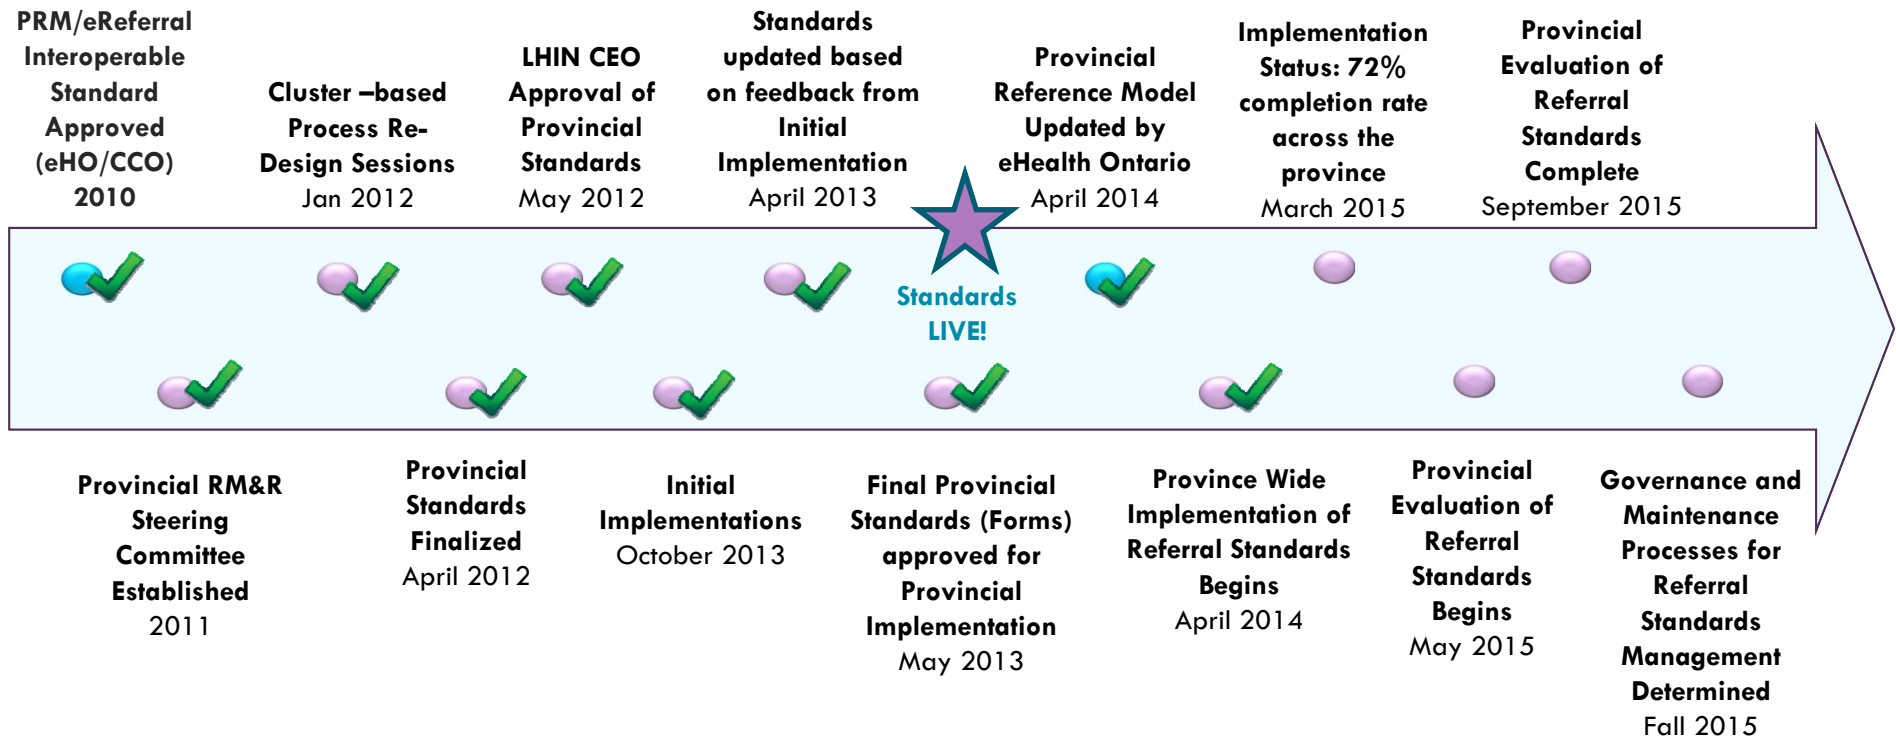 PRM/eReferral
Interoperable
Standard
Approved
(eHO/CCO)
2010
Cluster –based
Process Re-
Design Sessions
Jan 2012
LHIN CEO
Approval of
Provincial
Standards
May 2012
Standards
updated based
on feedback from
Initial
Implementation
April 2013
Provincial
Reference Model
Updated by
eHealth Ontario
April 2014
Implementation
Status: 72%
completion rate
across the
province
March 2015
Provincial
Evaluation of
Referral
Standards
Complete
September 2015
Standards
LIVE!
Provincial RM&R
Steering
Committee
Established
2011
Provincial
Standards
Finalized
April 2012
Initial
Implementations
October 2013
Final Provincial
Standards (Forms)
approved for
Provincial
Implementation
May 2013
Province Wide
Implementation of
Referral Standards
Begins
April 2014
Provincial
Evaluation of
Referral
Standards
Begins
May 2015
Governance and
Maintenance
Processes for
Referral
Standards
Management
Determined
Fall 2015